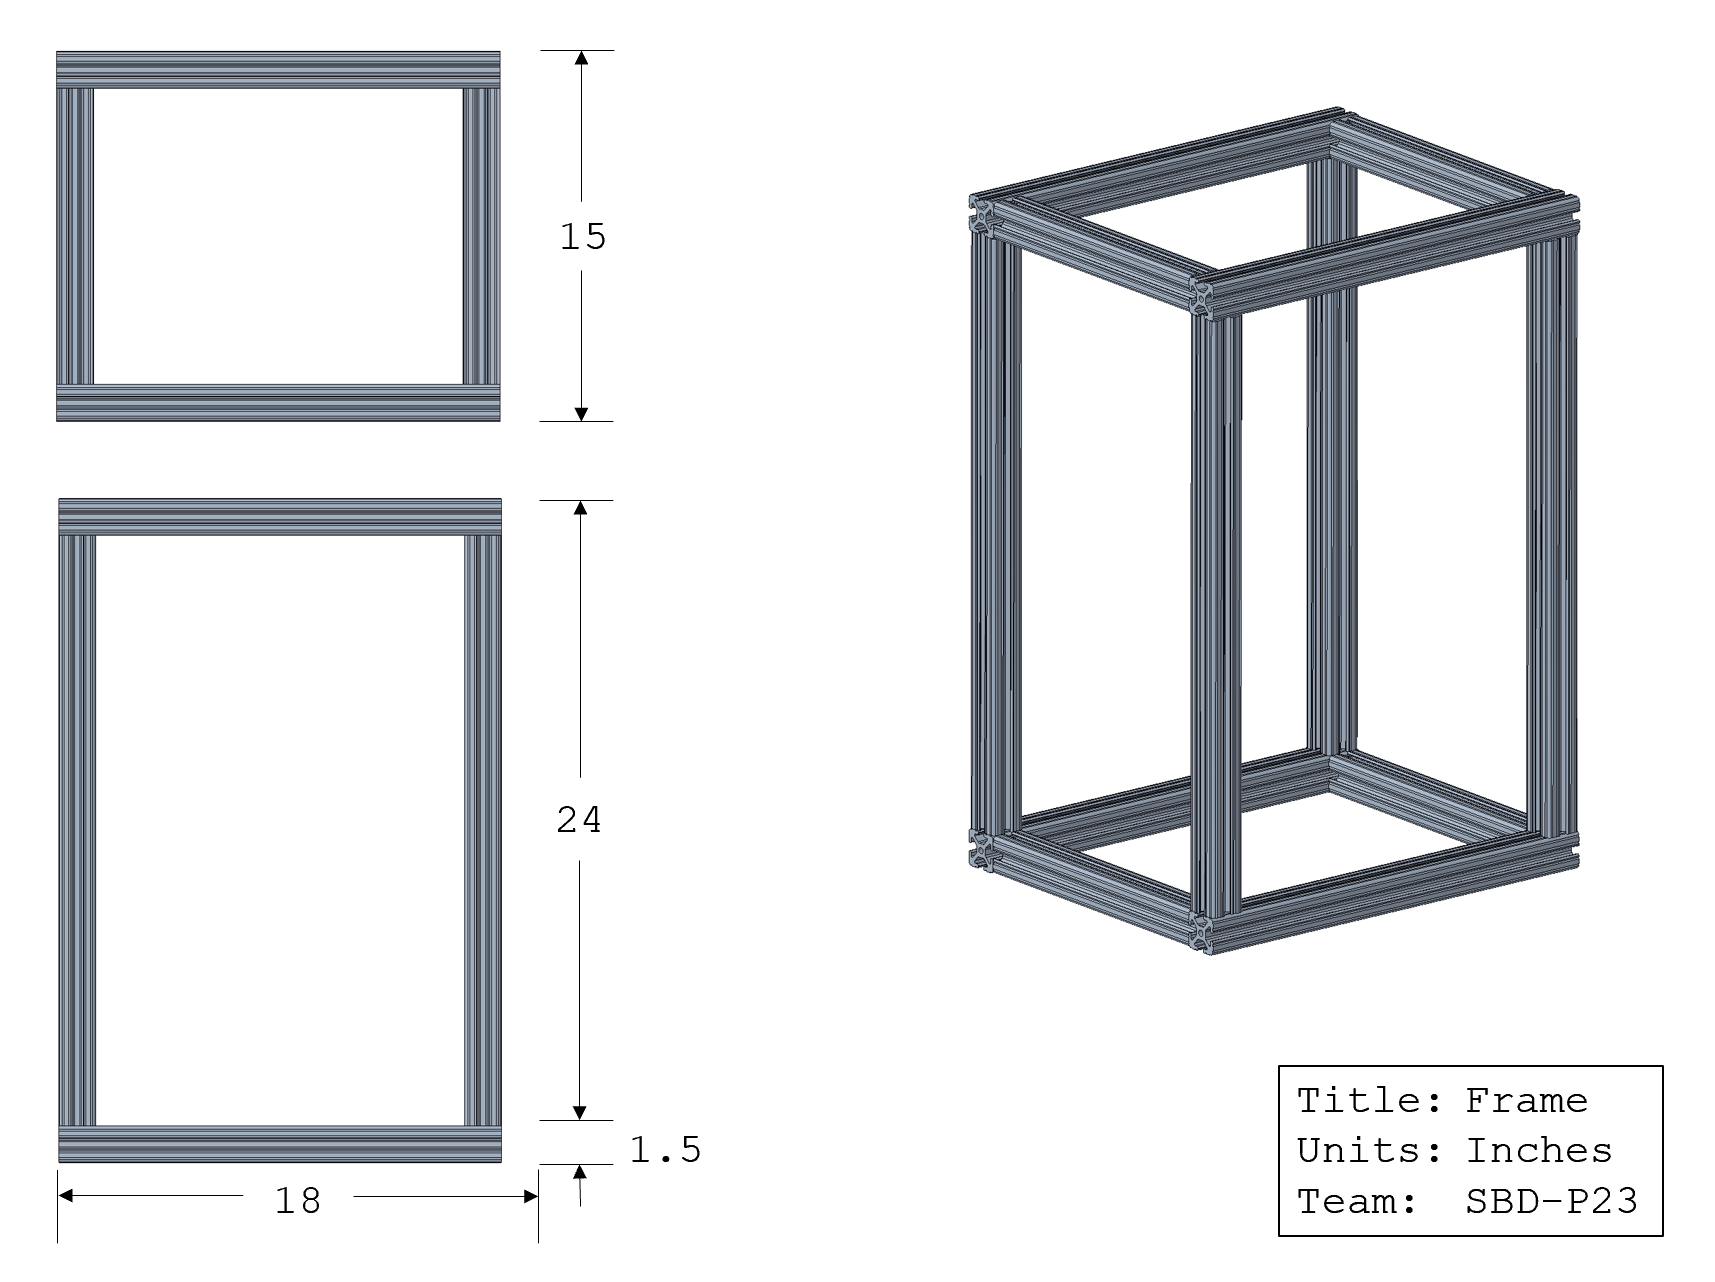 15
24
1.5
18
Title: Frame
Units: Inches
Team: SBD-P23